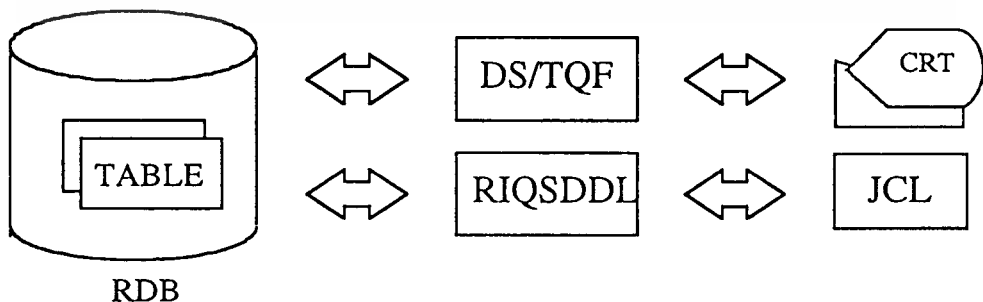 DS/TQF
CRT
TABLE
RIQSDDL
JCL
RDB